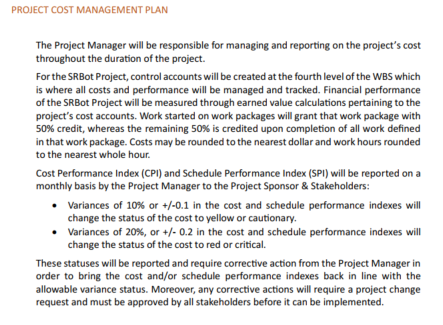 PROJECT COST MANAGEMENT PLAN
The Project Manager will be responsible for managing and reporting on the project's cost
throughout the duration of the project.
For the SRBot Project, control accounts will be created at the fourth level of the WBS which
is where all costs and performance will be managed and tracked. Financial performance
of the SRBot Project will be measured through earned value calculations pertaining to the
project's cost accounts. Work started on work packages will grant that work package with
50% credit, whereas the remaining 50% is credited upon completion of all work defined
in that work package. Costs may be rounded to the nearest dollar and work hours rounded
to the nearest whole hour.
Cost Performance Index (CPI) and Schedule Performance Index (SPI) will be reported on a
monthly basis by the Project Manager to the Project Sponsor & Stakeholders:
• Variances of 10% or +/-0.1 in the cost and schedule performance indexes will
change the status of the cost to yellow or cautionary.
• Variances of 20%, or +/- 0.2 in the cost and schedule performance indexes will
change the status of the cost to red or critical.
These statuses will be reported and require corrective action from the Project Manager in
order to bring the cost and/or schedule performance indexes back in line with the
allowable variance status. Moreover, any corrective actions will require a project change
request and must be approved by all stakeholders before it can be implemented.